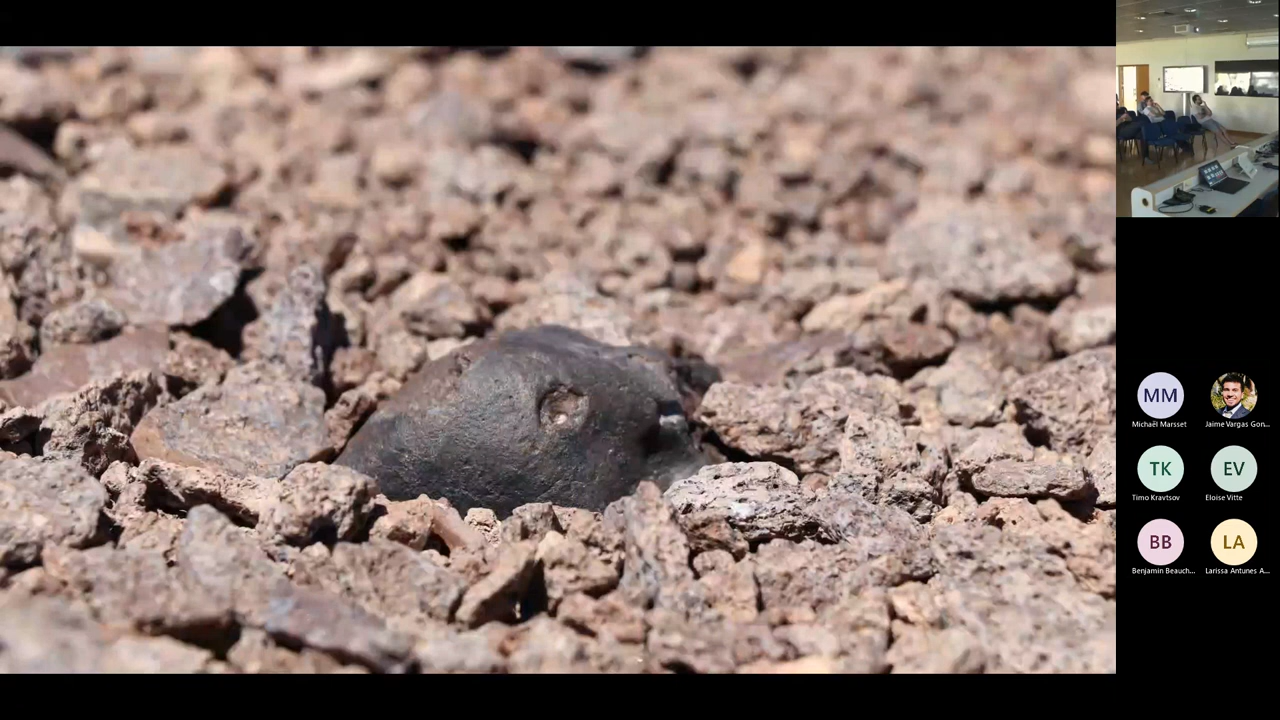 MM
Michaël Marsset
Jaime Vargas Gon...
TK
Timo Kravtsov
EV
Eloise Vitte
BB
Benjamin Beauch...
LA
Larissa Antunes A...